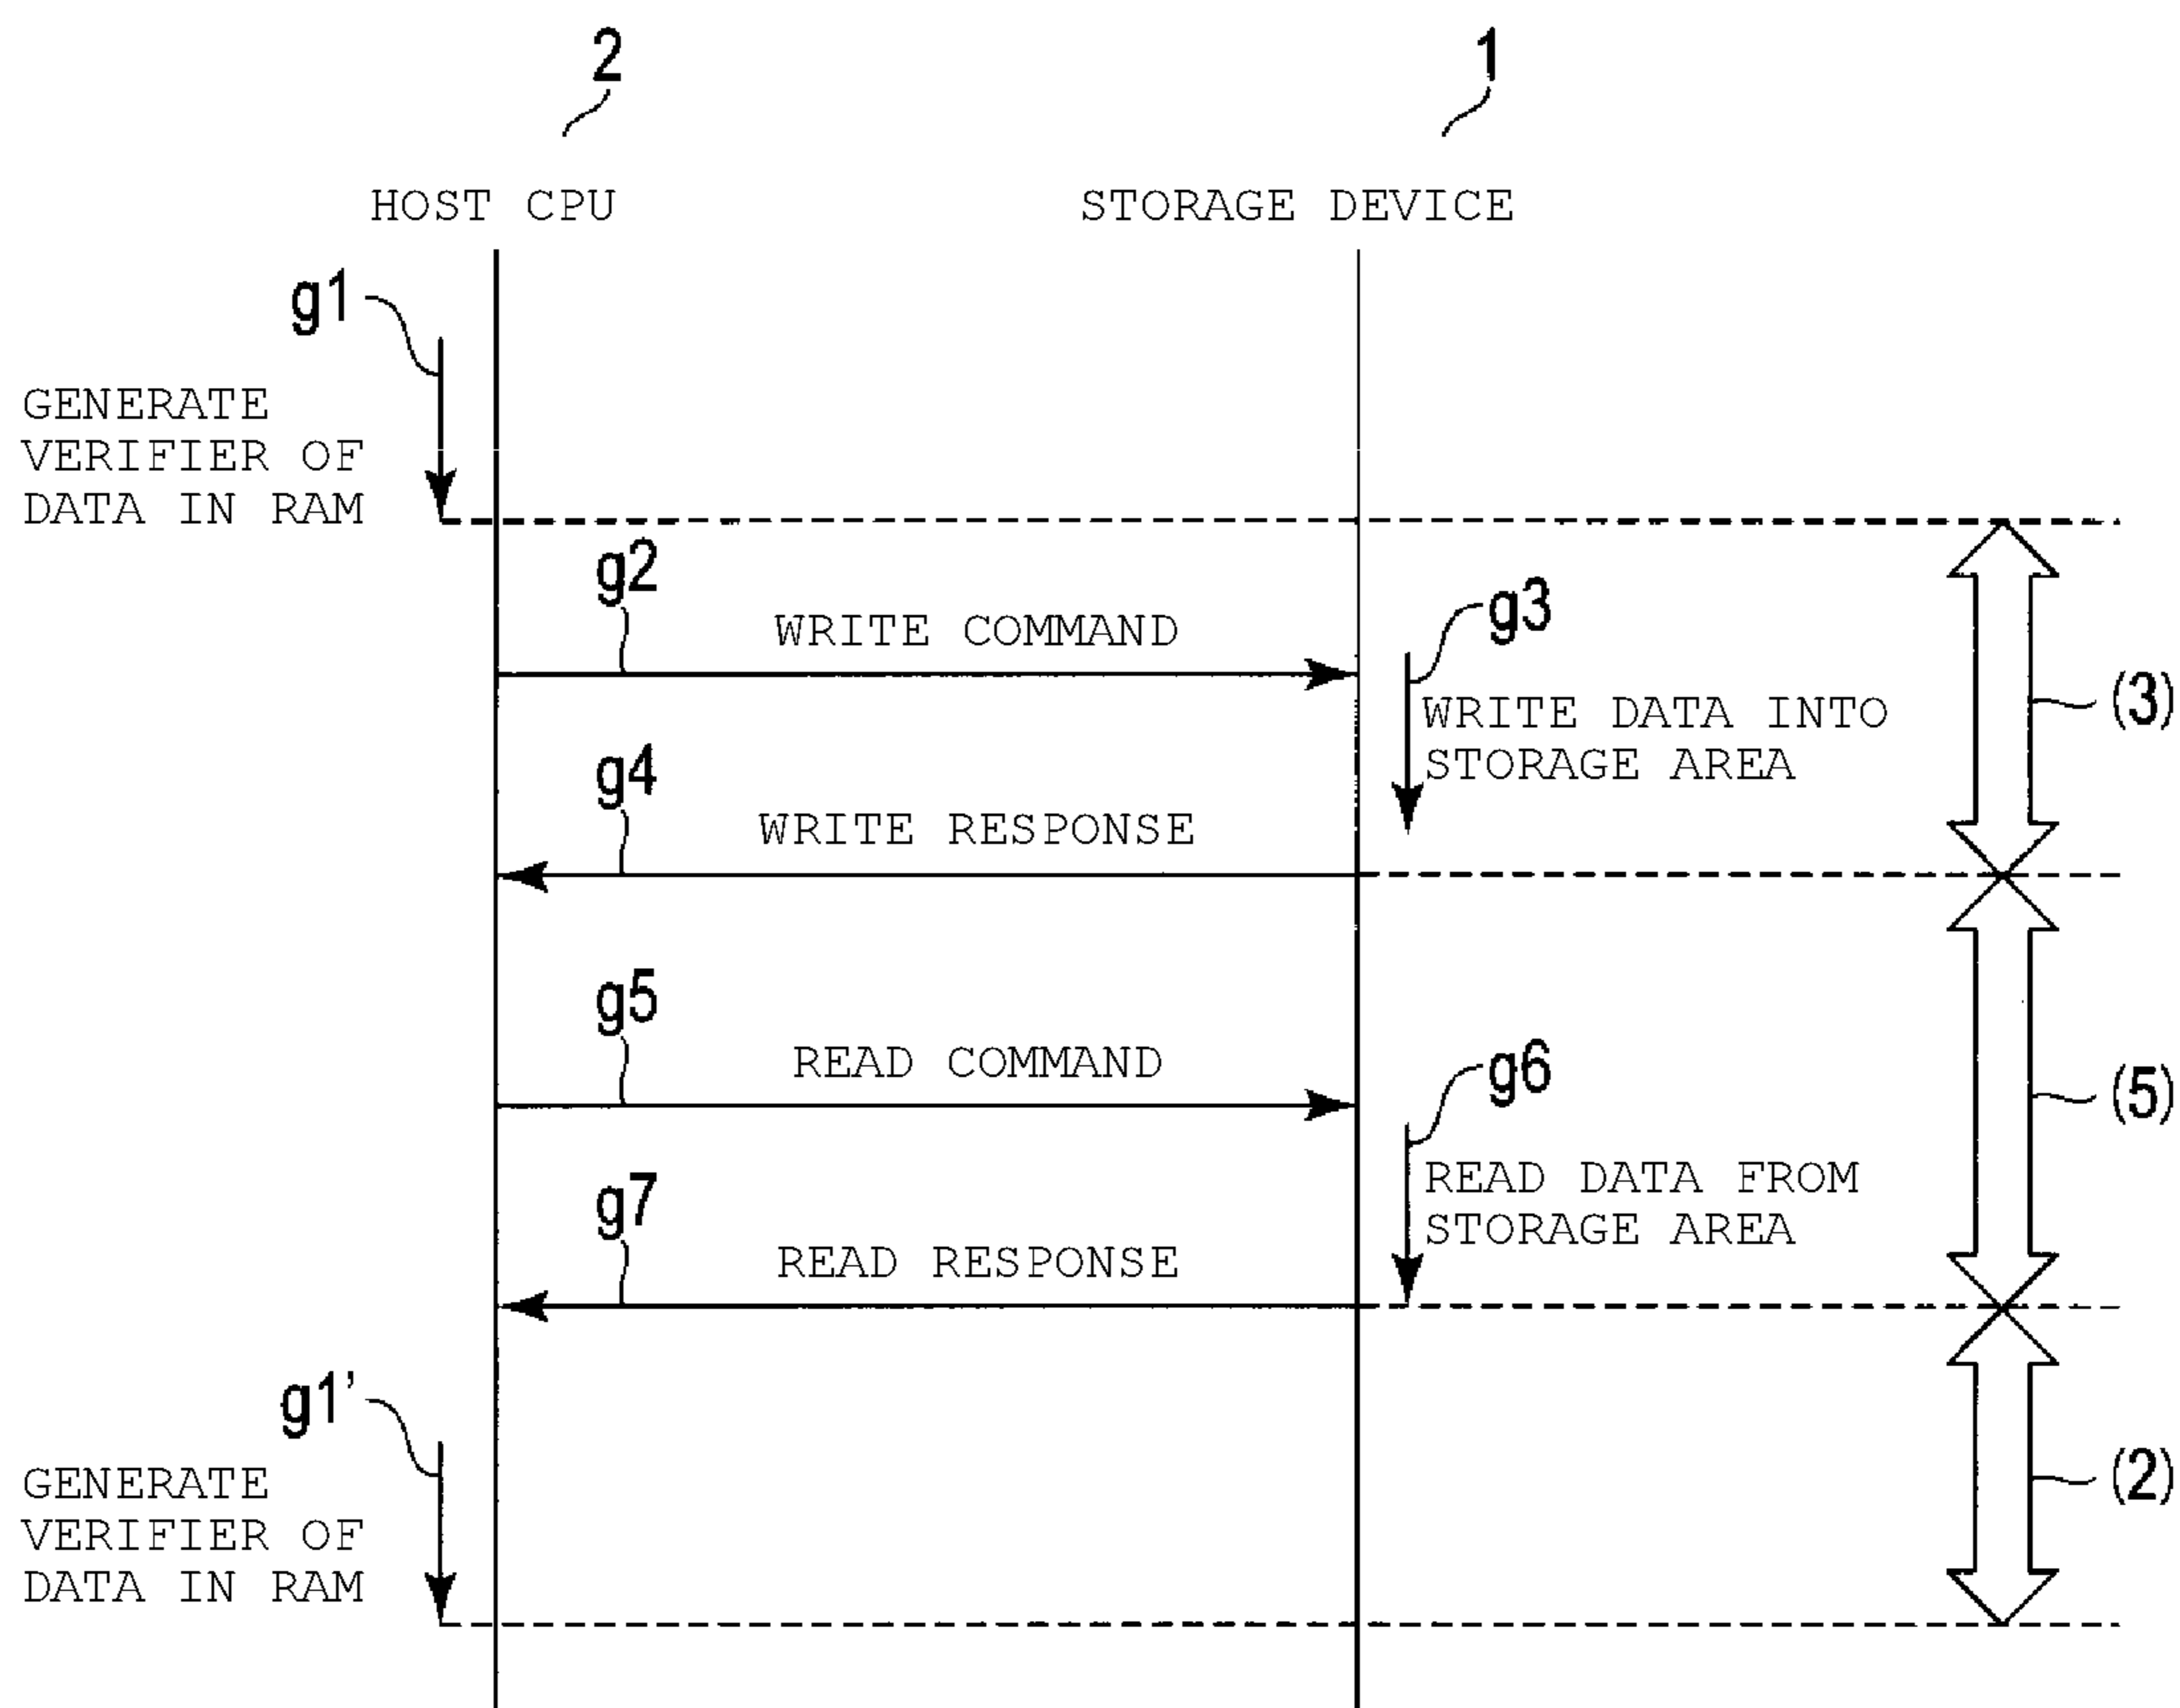 2
1
HOST CPU
STORAGE DEVICE
g1
GENERATE
VERIFIER OF
DATA IN RAM
g2
WRITE COMMAND
g3
WRITE DATA INTO
STORAGE AREA
(3)
g4
WRITE RESPONSE
g5
READ COMMAND
g6
READ DATA FROM
STORAGE AREA
(5)
g7
READ RESPONSE
g1’
GENERATE
VERIFIER OF
DATA IN RAM
(2)